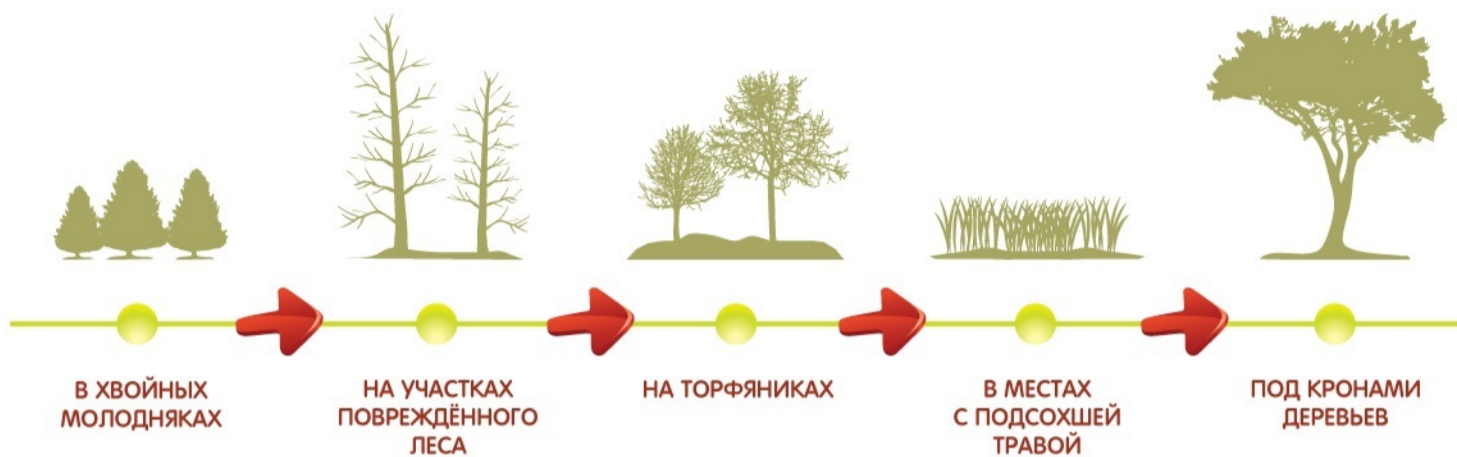 В ХВОЙНЫХ
МОЛОДНЯКАХ
НА УЧАСТКАХ
ПОВРЕЖДЁННОГО
ЛЕСА
НА ТОРФЯНИКАХ
В МЕСТАХ
С ПОДСОХШЕЙ
ТРАВОЙ
ПОД КРОНАМИ
ДЕРЕВЬЕВ